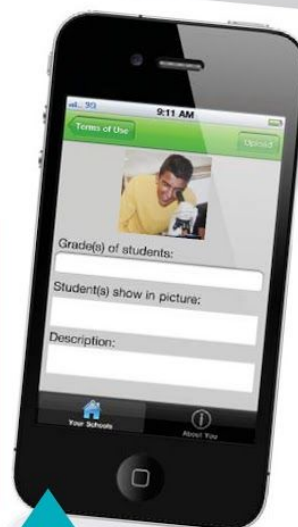 3G 9:11 AM
Terms of Use Upload
Grade(s) of students:
Student(s) show in picture:
Description:
Your Schools About You